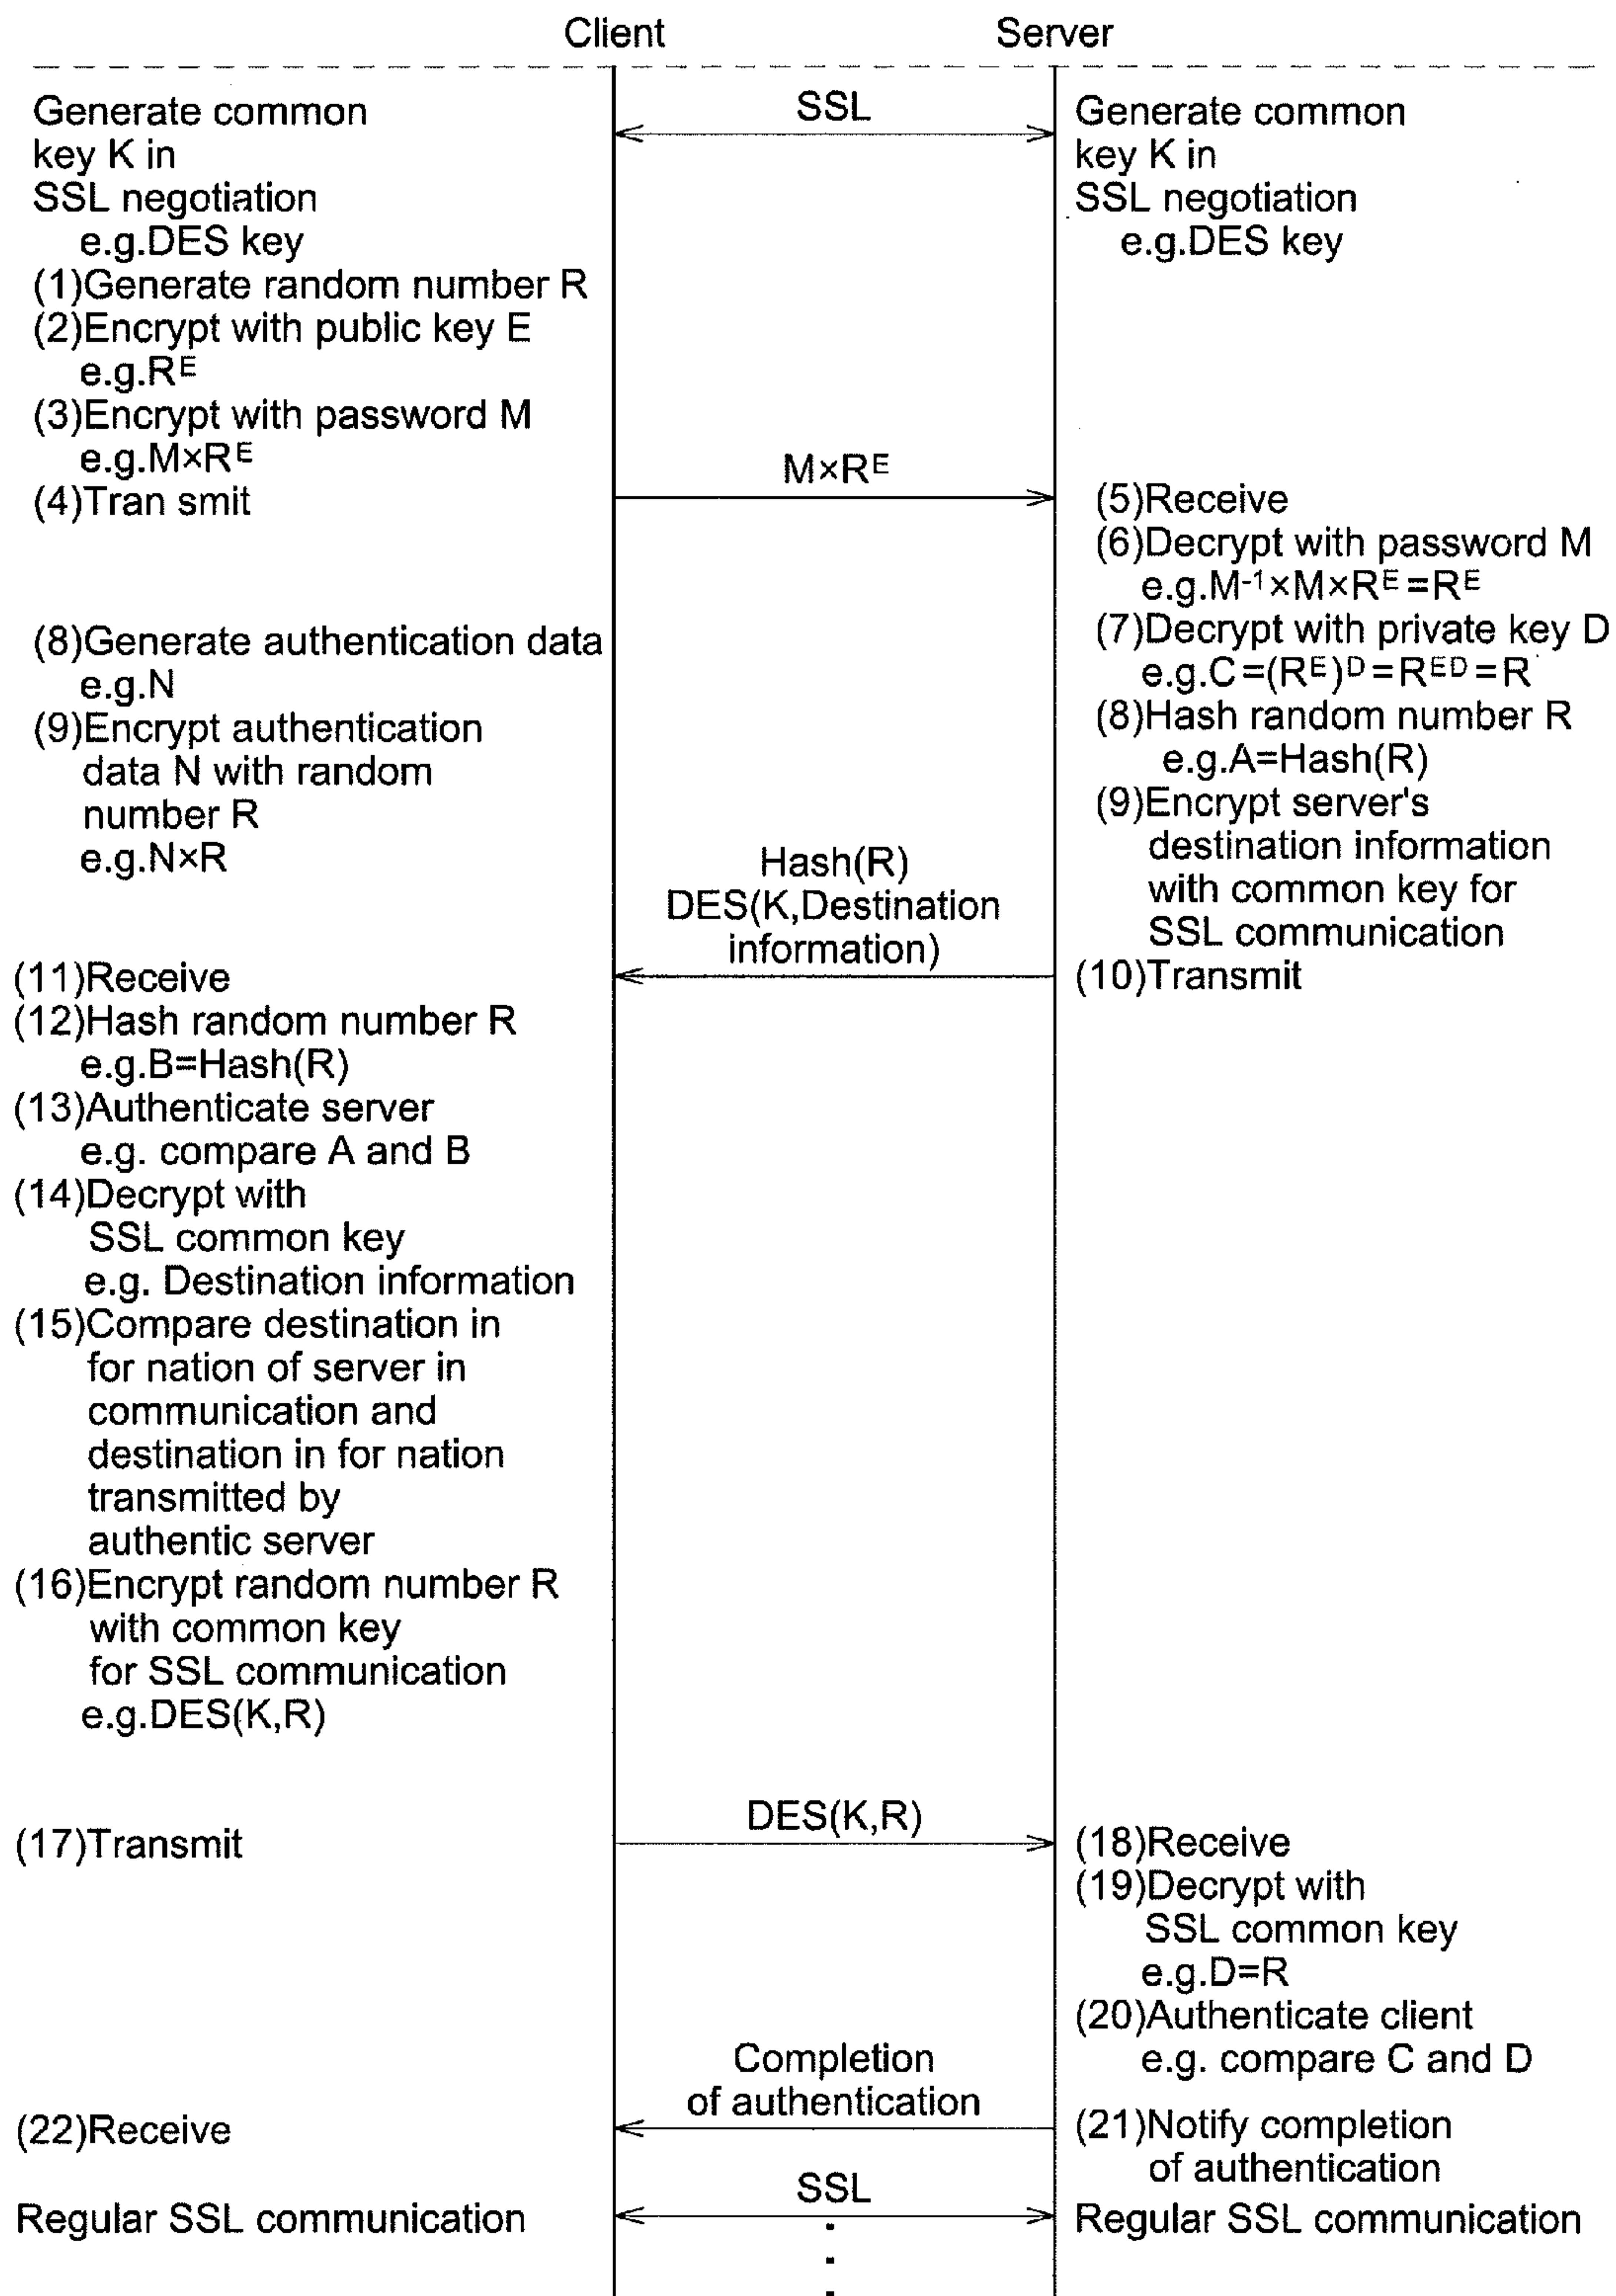 Client
Server
Generate common
key K in
SSL negotiation
e.g.DES key
SSL
Generate common
key K in
SSL negotiation
e.g.DES key
(1)Generate random number R
(2)Encrypt with public key E
e.g.Rᴱ
(3)Encrypt with password M
e.g.M×Rᴱ
(4)Tran smit
M×Rᴱ
(5)Receive
(6)Decrypt with password M
e.g.M⁻¹×M×Rᴱ=Rᴱ
(7)Decrypt with private key D
e.g.C=(Rᴱ)ᴰ=Rᴱᴰ=R
(8)Hash random number R
e.g.A=Hash(R)
(9)Encrypt server's
destination information
with common key for
SSL communication
(10)Transmit
(8)Generate authentication data
e.g.N
(9)Encrypt authentication
data N with random
number R
e.g.N×R
Hash(R)
DES(K,Destination
information)
(11)Receive
(12)Hash random number R
e.g.B=Hash(R)
(13)Authenticate server
e.g. compare A and B
(14)Decrypt with
SSL common key
e.g. Destination information
(15)Compare destination in
for nation of server in
communication and
destination in for nation
transmitted by
authentic server
(16)Encrypt random number R
with common key
for SSL communication
e.g.DES(K,R)
(17)Transmit
DES(K,R)
(18)Receive
(19)Decrypt with
SSL common key
e.g.D=R
(20)Authenticate client
e.g. compare C and D
(21)Notify completion
of authentication
Completion
of authentication
(22)Receive
Regular SSL communication
SSL
Regular SSL communication